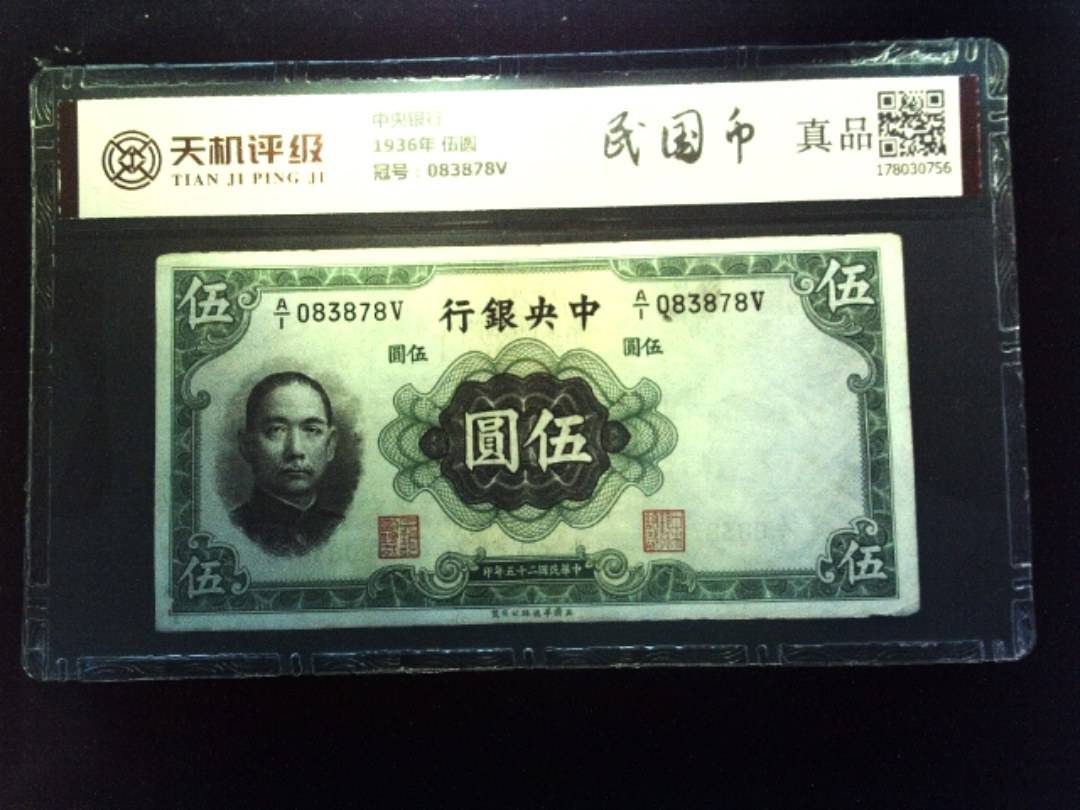 天机评级
TIAN JI PING JI
中央银行
1936年 伍圆
冠号：083878V
民国币
真品
178030756
伍
伍
A/1 083878V
行銀央中
A/1 083878V
圓伍
圓伍
圓伍
印年五十二國民華中
伍
伍